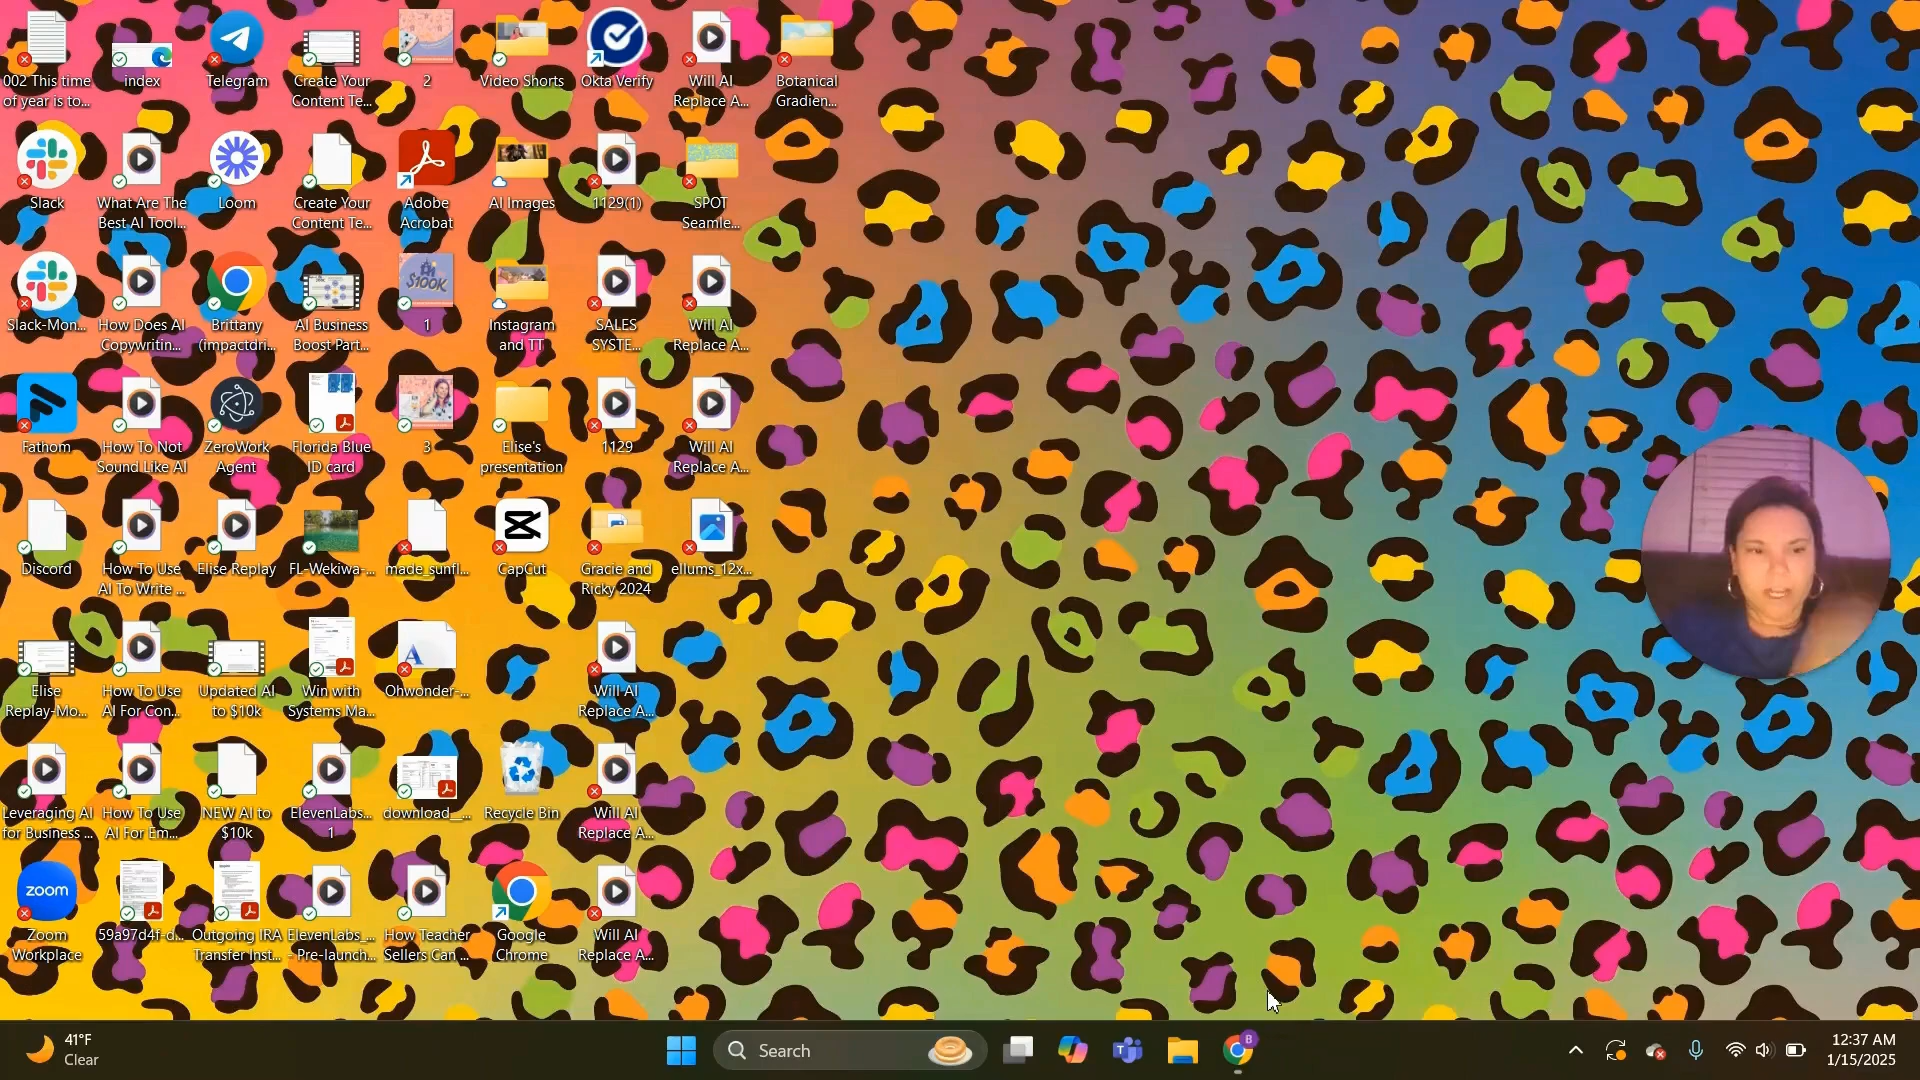 002 This time
of year is to...
index
Telegram
Create Your
Content Te...
2
Video Shorts
Okta Verify
Will AI
Replace A...
Botanical
Gradien...
Slack
What Are The
Best AI Tool...
Loom
Create Your
Content Te...
Adobe
Acrobat
AI Images
1129(1)
SPOT
Seamle...
Slack-Mon...
How Does AI
Copywritin...
Brittany
(impactdri...
AI Business
Boost Part...
$100K
1
Instagram
and TT
SALES
SYSTE...
Will AI
Replace A...
Fathom
How To Not
Sound Like AI
ZeroWork
Agent
Florida Blue
ID card
3
Elise's
presentation
1129
Will AI
Replace A...
Discord
How To Use
AI To Write ...
Elise Replay
FL-Wekiwa-...
made_sunfl...
CapCut
Gracie and
Ricky 2024
ellums_12x...
Elise
Replay-Mo...
How To Use
AI For Con...
Updated AI
to $10k
Win with
Systems Ma...
A
Ohwonder-...
Will AI
Replace A...
Leveraging AI
for Business ...
How To Use
AI For Em...
NEW AI to
$10k
ElevenLabs...
1
download__...
Recycle Bin
Will AI
Replace A...
zoom
Zoom
Workplace
59a97d4f-d...
Outgoing IRA
Transfer Inst...
ElevenLabs_...
- Pre-launch...
How Teacher
Sellers Can ...
Google
Chrome
Will AI
Replace A...
41°F
Clear
Search
T
B
12:37 AM
1/15/2025